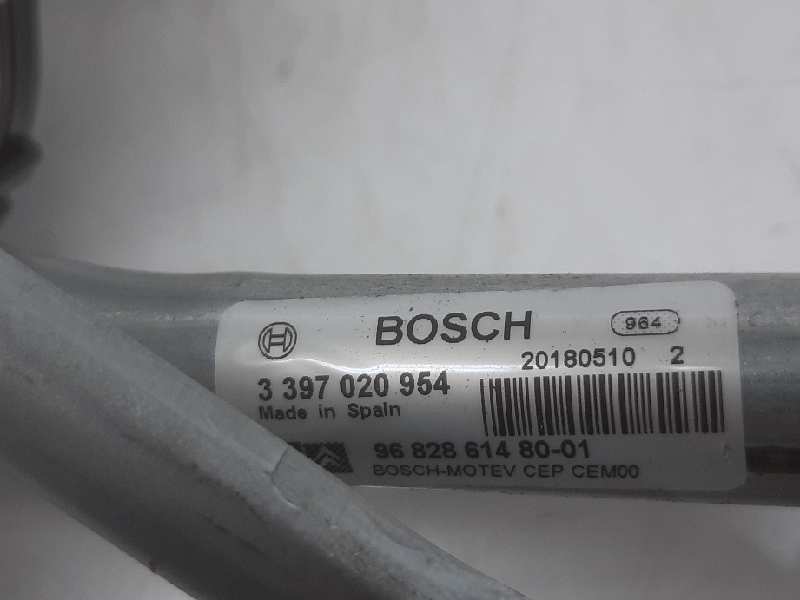 BOSCH 964
20180510 2
3 397 020 954
Made in Spain
96 828 614 80-01
BOSCH-MOTEV CEP CEM00